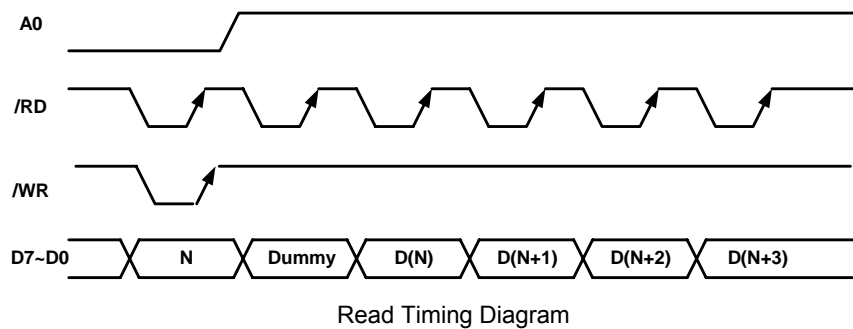 A0
/RD
/WR
D7~D0 N Dummy D(N) D(N+1) D(N+2) D(N+3)
Read Timing Diagram